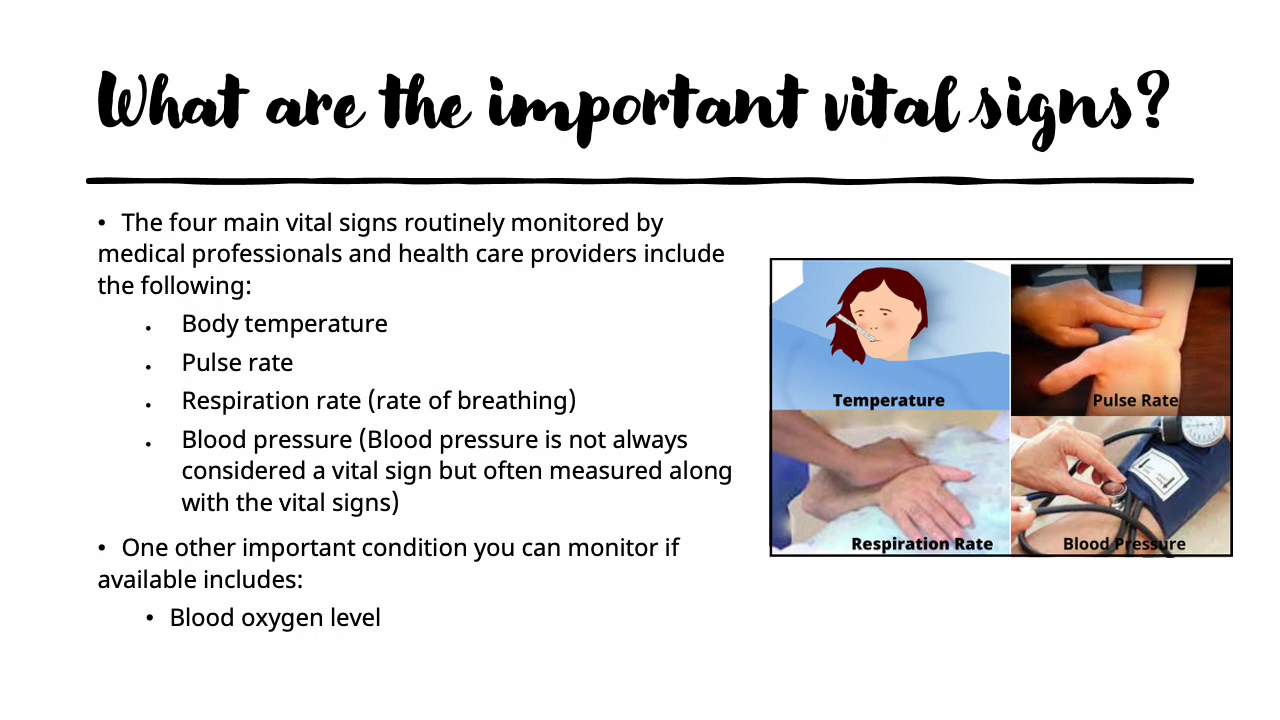 What are the important vital signs?
• The four main vital signs routinely monitored by
medical professionals and health care providers include
the following:
• Body temperature
• Pulse rate
• Respiration rate (rate of breathing)
• Blood pressure (Blood pressure is not always
considered a vital sign but often measured along
with the vital signs)
• One other important condition you can monitor if
available includes:
• Blood oxygen level
Temperature
Pulse Rate
Respiration Rate
Blood Pressure